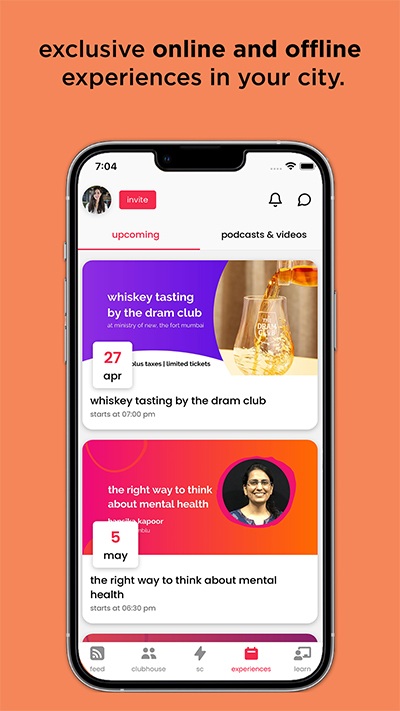 exclusive online and offline
experiences in your city.
7:04
invite
upcoming
podcasts & videos
whiskey tasting
by the dram club
at ministry of new, the fort mumbai
DRAM
CLUB
27
apr
plus taxes | limited tickets
whiskey tasting by the dram club
starts at 07:00 pm
the right way to think
about mental health
kapoor
5
may
the right way to think about mental
health
starts at 06:30 pm
feed
clubhouse
sc
experiences
learn